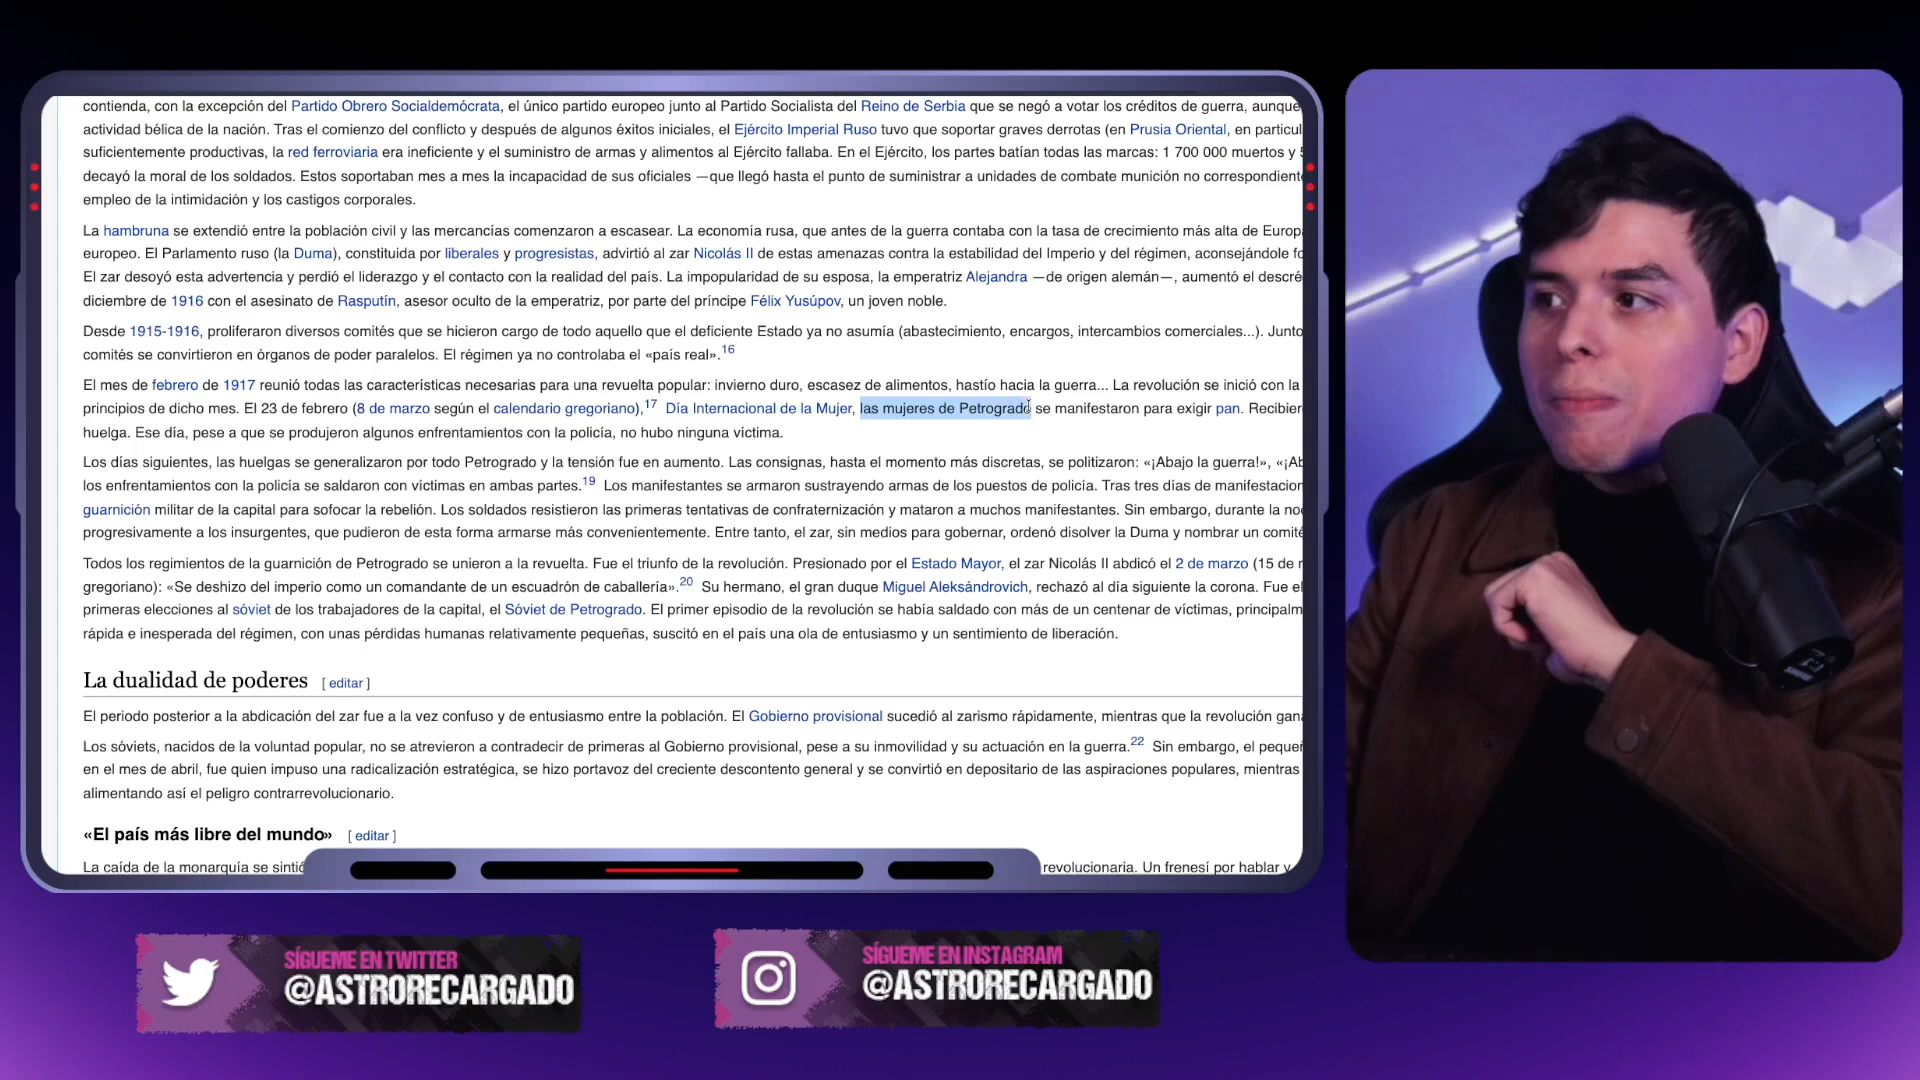 contienda, con la excepción del Partido Obrero Socialdemócrata, el único partido europeo junto al Partido Socialista del Reino de Serbia que se negó a votar los créditos de guerra, aunque
actividad bélica de la nación. Tras el comienzo del conflicto y después de algunos éxitos iniciales, el Ejército Imperial Ruso tuvo que soportar graves derrotas (en Prusia Oriental, en particul
suficientemente productivas, la red ferroviaria era ineficiente y el suministro de armas y alimentos al Ejército fallaba. En el Ejército, los partes batían todas las marcas: 1 700 000 muertos y 5
decayó la moral de los soldados. Estos soportaban mes a mes la incapacidad de sus oficiales —que llegó hasta el punto de suministrar a unidades de combate munición no correspondient
empleo de la intimidación y los castigos corporales.
La hambruna se extendió entre la población civil y las mercancías comenzaron a escasear. La economía rusa, que antes de la guerra contaba con la tasa de crecimiento más alta de Europ
europeo. El Parlamento ruso (la Duma), constituida por liberales y progresistas, advirtió al zar Nicolás II de estas amenazas contra la estabilidad del Imperio y del régimen, aconsejándole fo
El zar desoyó esta advertencia y perdió el liderazgo y el contacto con la realidad del país. La impopularidad de su esposa, la emperatriz Alejandra —de origen alemán—, aumentó el descré
diciembre de 1916 con el asesinato de Rasputín, asesor oculto de la emperatriz, por parte del príncipe Félix Yusúpov, un joven noble.
Desde 1915-1916, proliferaron diversos comités que se hicieron cargo de todo aquello que el deficiente Estado ya no asumía (abastecimiento, encargos, intercambios comerciales...). Junto
comités se convirtieron en órganos de poder paralelos. El régimen ya no controlaba el «país real».16
El mes de febrero de 1917 reunió todas las características necesarias para una revuelta popular: invierno duro, escasez de alimentos, hastío hacia la guerra... La revolución se inició con la
principios de dicho mes. El 23 de febrero (8 de marzo según el calendario gregoriano),17 Día Internacional de la Mujer, las mujeres de Petrogrado se manifestaron para exigir pan. Recibier
huelga. Ese día, pese a que se produjeron algunos enfrentamientos con la policía, no hubo ninguna víctima.
Los días siguientes, las huelgas se generalizaron por todo Petrogrado y la tensión fue en aumento. Las consignas, hasta el momento más discretas, se politizaron: «¡Abajo la guerra!», «¡Ab
los enfrentamientos con la policía se saldaron con víctimas en ambas partes.19 Los manifestantes se armaron sustrayendo armas de los puestos de policía. Tras tres días de manifestacion
guarnición militar de la capital para sofocar la rebelión. Los soldados resistieron las primeras tentativas de confraternización y mataron a muchos manifestantes. Sin embargo, durante la no
progresivamente a los insurgentes, que pudieron de esta forma armarse más convenientemente. Entre tanto, el zar, sin medios para gobernar, ordenó disolver la Duma y nombrar un comité
Todos los regimientos de la guarnición de Petrogrado se unieron a la revuelta. Fue el triunfo de la revolución. Presionado por el Estado Mayor, el zar Nicolás II abdicó el 2 de marzo (15 de m
gregoriano): «Se deshizo del imperio como un comandante de un escuadrón de caballería».20 Su hermano, el gran duque Miguel Aleksándrovich, rechazó al día siguiente la corona. Fue el
primeras elecciones al sóviet de los trabajadores de la capital, el Sóviet de Petrogrado. El primer episodio de la revolución se había saldado con más de un centenar de víctimas, principalm
rápida e inesperada del régimen, con unas pérdidas humanas relativamente pequeñas, suscitó en el país una ola de entusiasmo y un sentimiento de liberación.
La dualidad de poderes [ editar ]
El periodo posterior a la abdicación del zar fue a la vez confuso y de entusiasmo entre la población. El Gobierno provisional sucedió al zarismo rápidamente, mientras que la revolución gan
Los sóviets, nacidos de la voluntad popular, no se atrevieron a contradecir de primeras al Gobierno provisional, pese a su inmovilidad y su actuación en la guerra.22 Sin embargo, el peque
en el mes de abril, fue quien impuso una radicalización estratégica, se hizo portavoz del creciente descontento general y se convirtió en depositario de las aspiraciones populares, mientras
alimentando así el peligro contrarrevolucionario.
«El país más libre del mundo» [ editar ]
La caída de la monarquía se sintió revolucionaria. Un frenesí por hablar y
SÍGUEME EN TWITTER
@ASTRORECARGADO
SÍGUEME EN INSTAGRAM
@ASTRORECARGADO